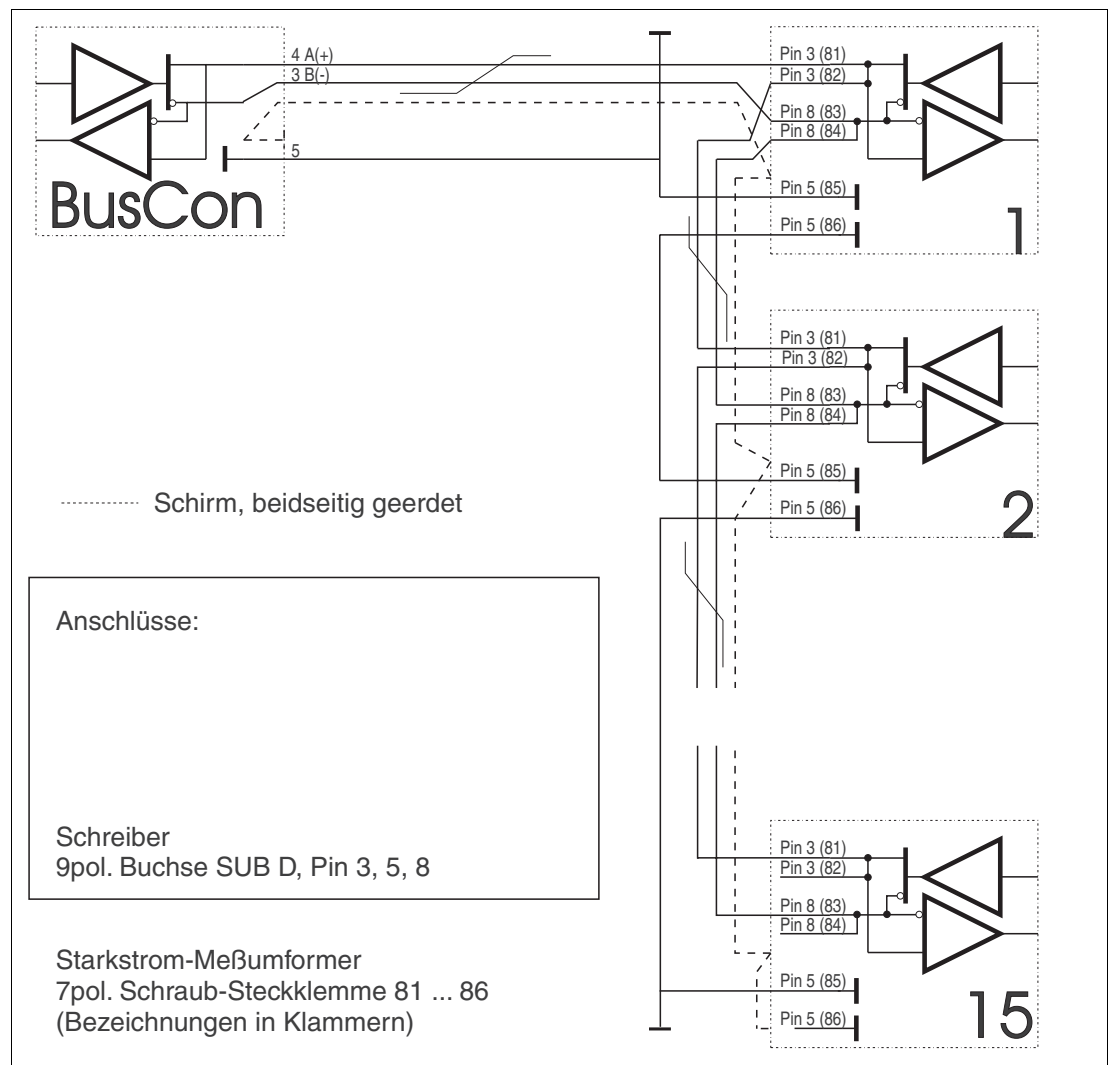 4 A(+)
3 B(-)
5
BusCon
Pin 3 (81)
Pin 3 (82)
Pin 8 (83)
Pin 8 (84)
Pin 5 (85)
Pin 5 (86)
1
Pin 3 (81)
Pin 3 (82)
Pin 8 (83)
Pin 8 (84)
Pin 5 (85)
Pin 5 (86)
2
Schirm, beidseitig geerdet
Anschlüsse:
Schreiber
9pol. Buchse SUB D, Pin 3, 5, 8
Starkstrom-Meßumformer
7pol. Schraub-Steckklemme 81 ... 86
(Bezeichnungen in Klammern)
Pin 3 (81)
Pin 3 (82)
Pin 8 (83)
Pin 8 (84)
Pin 5 (85)
Pin 5 (86)
15